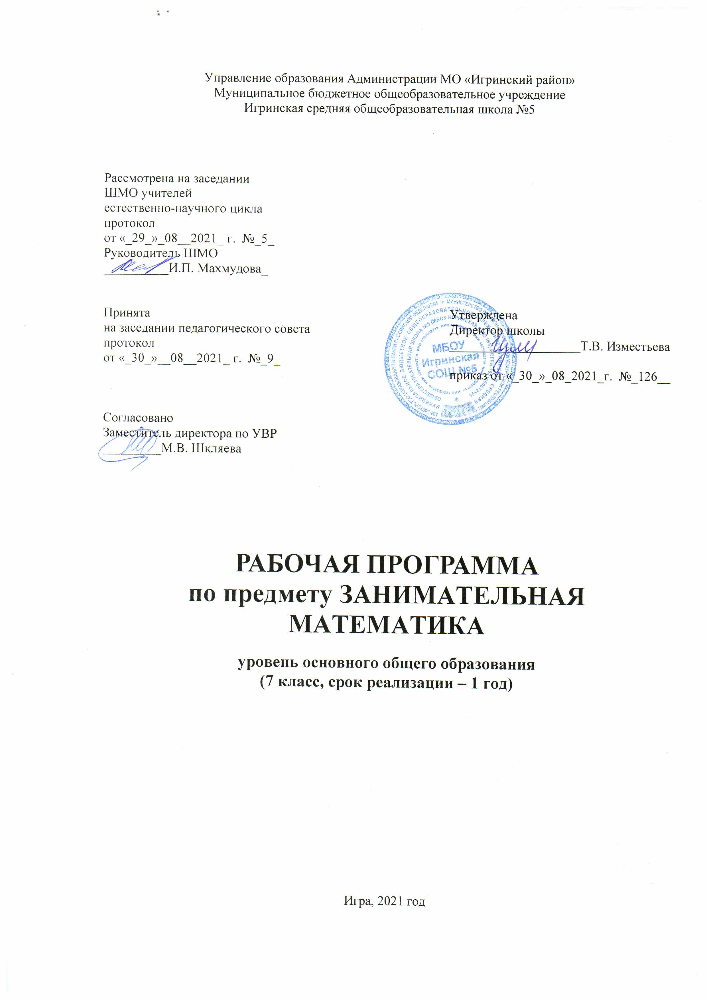 Управление образования Администрации МО «Игринский район»
Муниципальное бюджетное общеобразовательное учреждение
Игринская средняя общеобразовательная школа №5
Рассмотрена на заседании
ШМО учителей
естественно-научного цикла
протокол
от «_29_»_08__2021_ г.  №_5_
Руководитель ШМО
__________И.П. Махмудова_
Принята
на заседании педагогического совета
протокол
от «_30_»__08__2021_ г.  №_9_
Утверждена
Директор школы
____________________Т.В. Изместьева
приказ от «_30_»_08_2021_г.  №_126__
МБОУ
Игринская
СОШ №5
Согласовано
Заместитель директора по УВР
_________М.В. Шкляева
РАБОЧАЯ ПРОГРАММА
по предмету ЗАНИМАТЕЛЬНАЯ
МАТЕМАТИКА
уровень основного общего образования
(7 класс, срок реализации – 1 год)
Игра, 2021 год